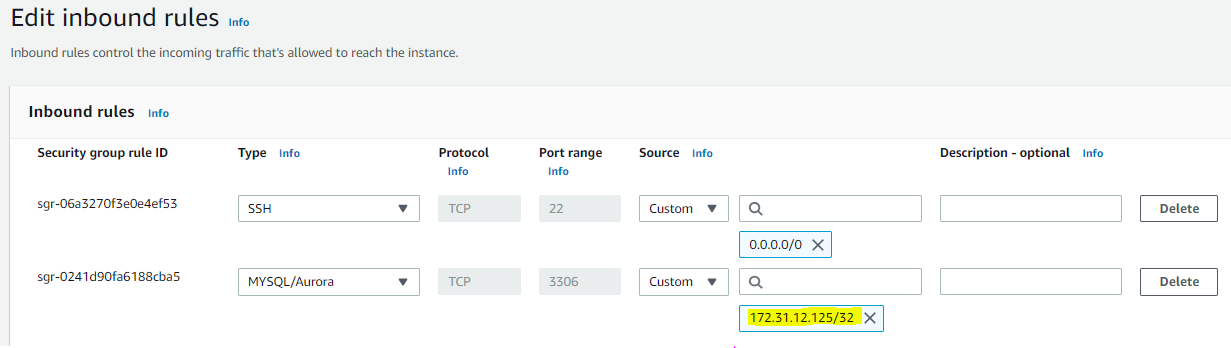 Edit inbound rules Info
Inbound rules control the incoming traffic that's allowed to reach the instance.
Inbound rules Info
Security group rule ID Type Info Protocol Info Port range Info Source Info Description - optional Info
sgr-06a3270f3e0e4ef53 SSH TCP 22 Custom Delete
0.0.0.0/0
sgr-0241d90fa6188cba5 MYSQL/Aurora TCP 3306 Custom Delete
172.31.12.125/32